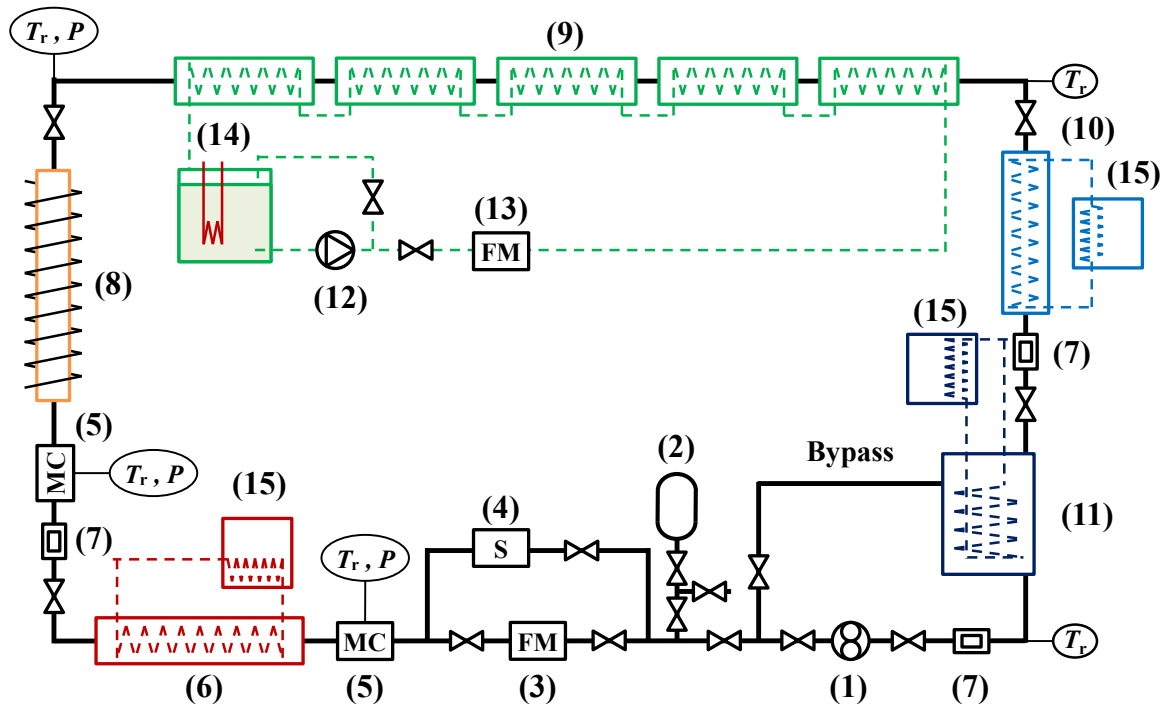 Tr, P
(9)
Tr
(10)
(14)
(15)
(13)
FM
(8)
(12)
(15)
(7)
(5)
MC
Tr, P
(2)
Bypass
(15)
(4)
(11)
(7)
S
Tr, P
MC
FM
Tr
(6)
(5)
(3)
(1)
(7)